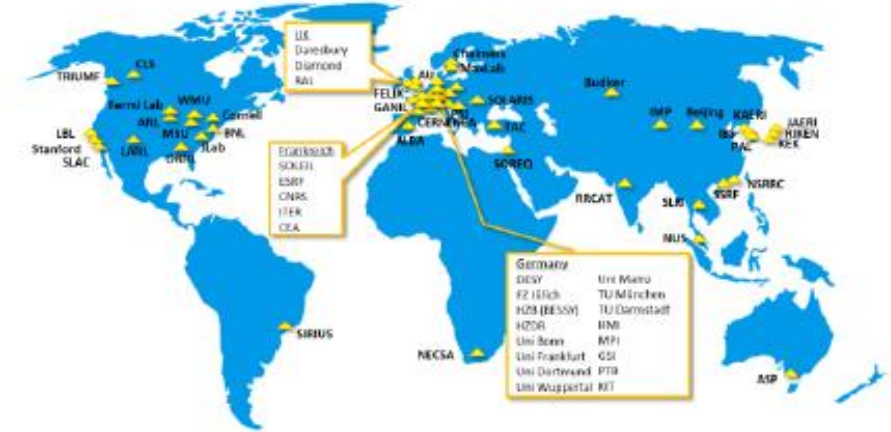 UK
Daresbury
Diamond
RAL
CLS
TRIUMF
Fermi Lab
WMU
ANL
Cornell
MSU
BNL
LBL
JLab
Stanford
LANL
SLAC
ORNL
AU
Chalmers
MaxLab
FELIX
SOLARIS
GANIL
CERN
ALBA
TAC
SOREQ
Budker
IMP
Beijing
KAERI
JAERI
IBS
RIKEN
PAL
KEK
RRCAT
SLRI
SSRF
NSRRC
NUS
Frankreich
SOLEIL
ESRF
CNRS
ITER
CEA
Germany
DESY
Uni Mainz
FZ Jülich
TU München
HZB (BESSY)
TU Darmstadt
HZDR
Uni Bonn
MPI
Uni Frankfurt
GSI
Uni Dortmund
PTB
Uni Wuppertal
KIT
SIRIUS
NECSA
ASP